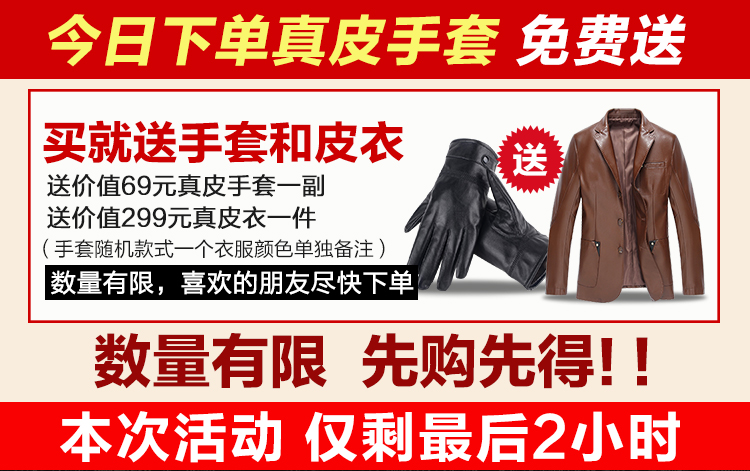 今日下单真皮手套 免费送
买就送手套和皮衣
送价值69元真皮手套一副
送价值299元真皮衣一件
（手套随机款式一个衣服颜色单独备注）
数量有限，喜欢的朋友尽快下单
送
数量有限 先购先得！！
本次活动 仅剩最后2小时